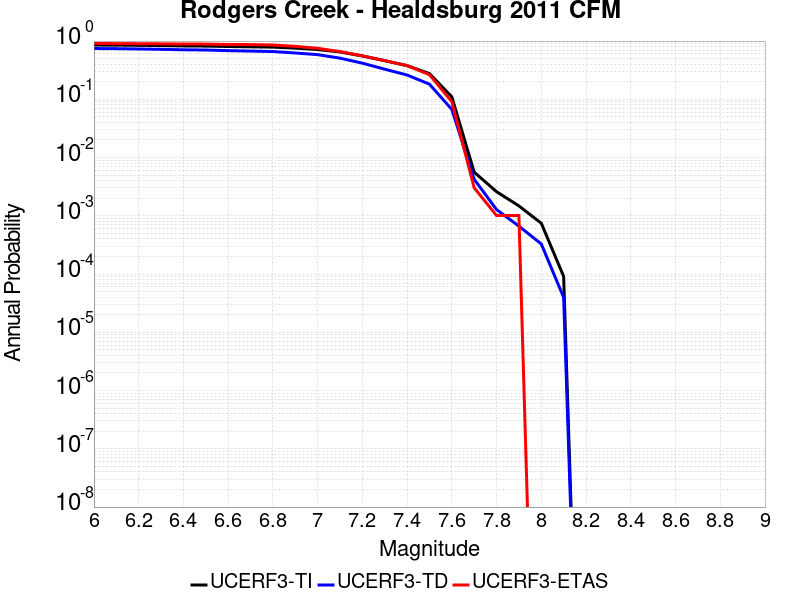 Rodgers Creek - Healdsburg 2011 CFM
Annual Probability
10^0
10^-1
10^-2
10^-3
10^-4
10^-5
10^-6
10^-7
10^-8
6 6.2 6.4 6.6 6.8 7 7.2 7.4 7.6 7.8 8 8.2 8.4 8.6 8.8 9
Magnitude
UCERF3-TI UCERF3-TD UCERF3-ETAS